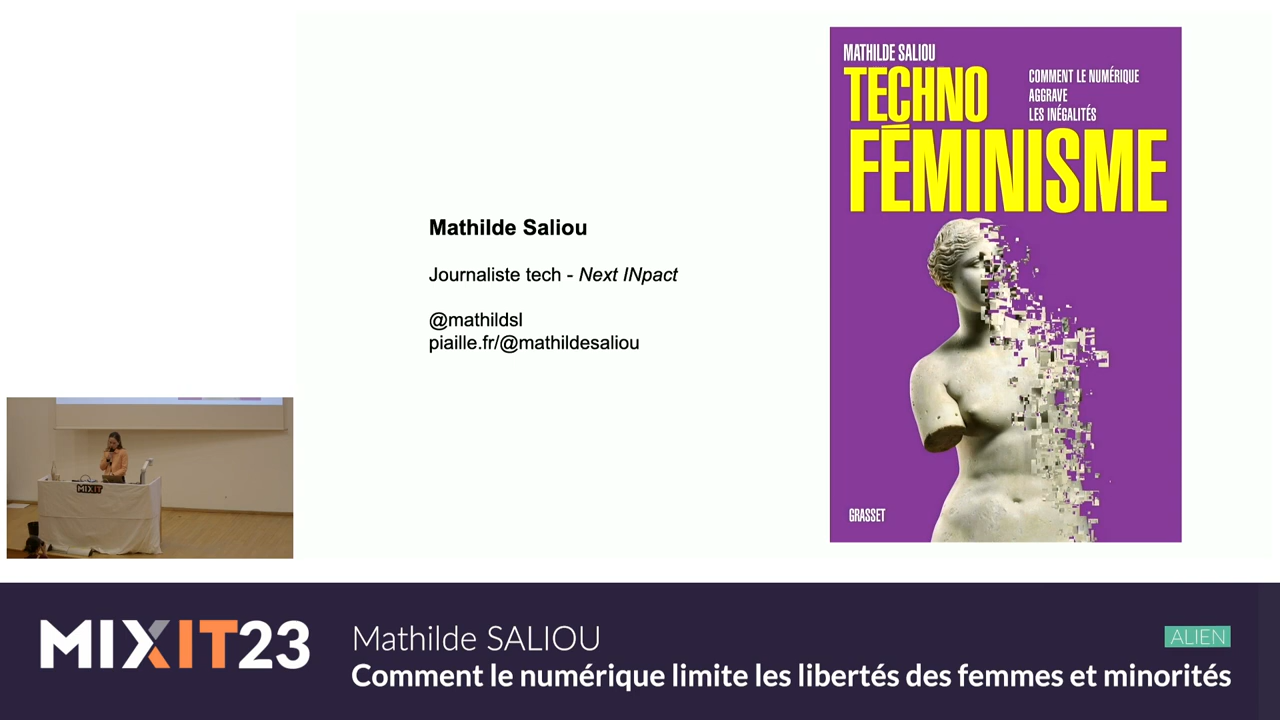 MATHILDE SALIOU
TECHNO
FÉMINISME
COMMENT LE NUMÉRIQUE
AGGRAVE
LES INÉGALITÉS
GRASSET
Mathilde Saliou
Journaliste tech - Next INpact
@mathildsl
piaille.fr/@mathildesaliou
MIXIT
MIXIT23
Mathilde SALIOU
ALIEN
Comment le numérique limite les libertés des femmes et minorités